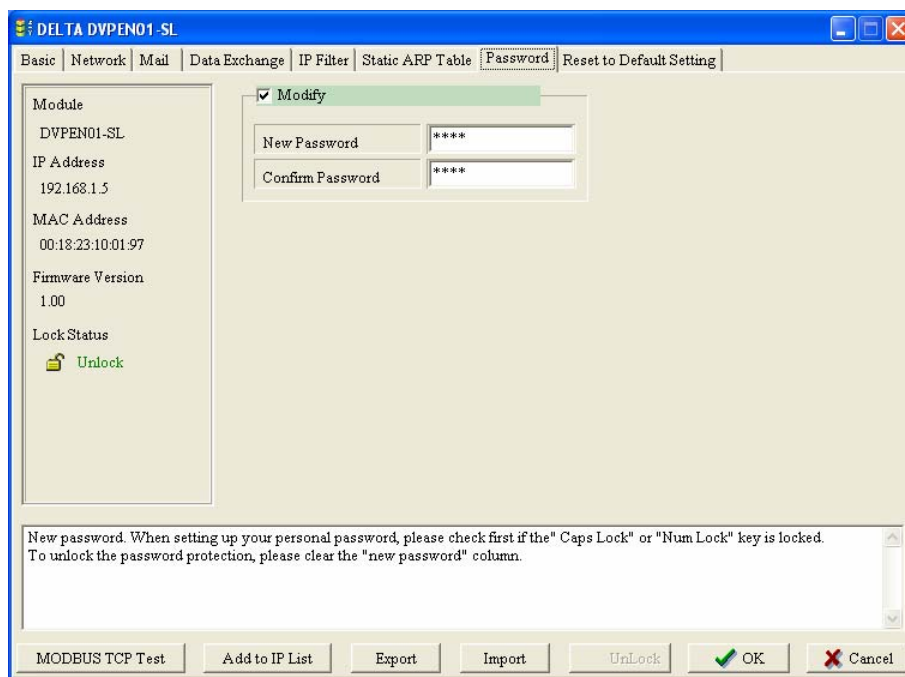 DELTA DVPEN01-SL
Basic Network Mail Data Exchange IP Filter Static ARP Table Password Reset to Default Setting
Module
DVPEN01-SL
IP Address
192.168.1.5
MAC Address
00:18:23:10:01:97
Firmware Version
1.00
Lock Status
Unlock
Modify
New Password ****
Confirm Password ****
New password. When setting up your personal password, please check first if the" Caps Lock" or "Num Lock" key is locked.
To unlock the password protection, please clear the "new password" column.
MODBUS TCP Test Add to IP List Export Import UnLock OK Cancel